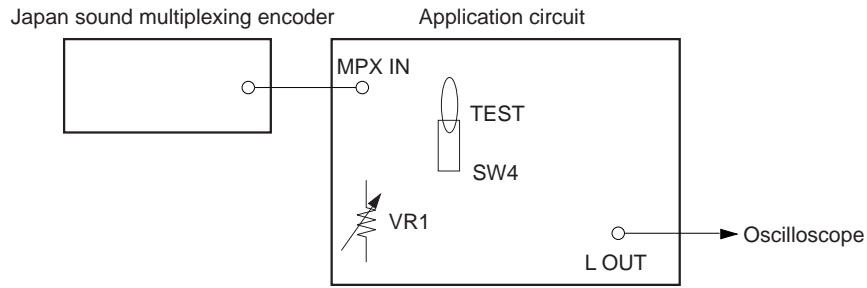 Japan sound multiplexing encoder
Application circuit
MPX IN
TEST
SW4
VR1
L OUT
Oscilloscope